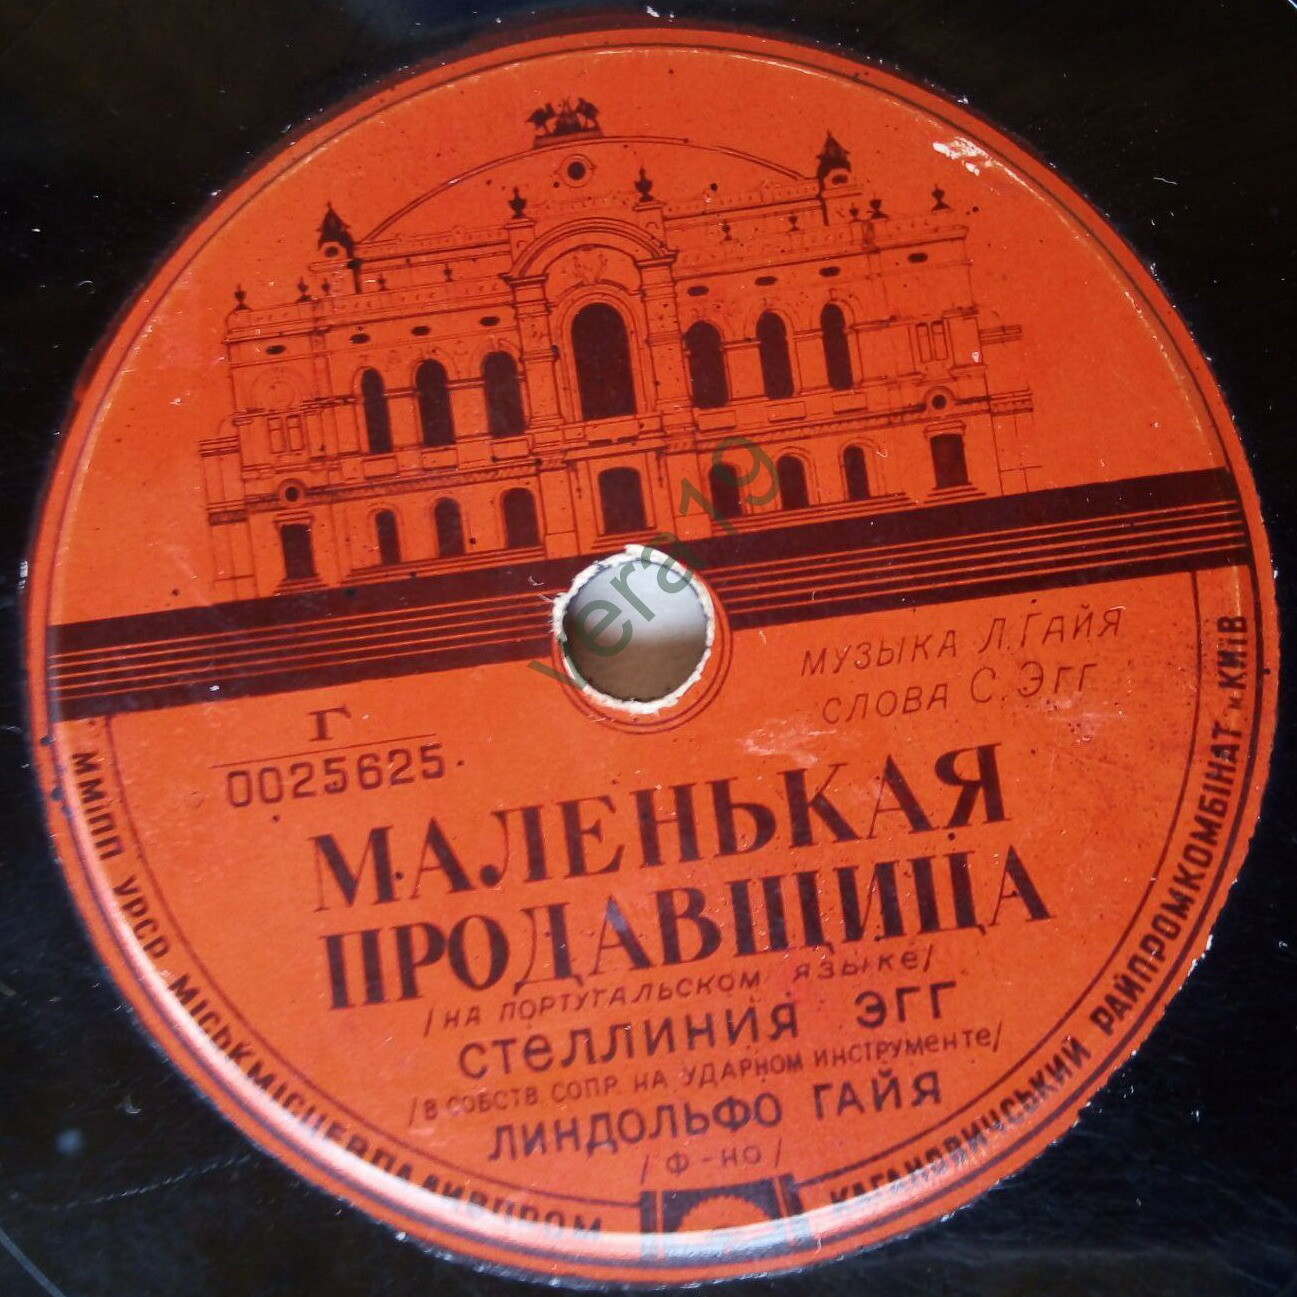 МУЗЫКА Л. ГАЙЯ
СЛОВА С. ЭГГ
Г
0025625.
МАЛЕНЬКАЯ
ПРОДАВЩИЦА
/НА ПОРТУГАЛЬСКОМ ЯЗЫКЕ/
СТЕЛЛИНИЯ ЭГГ
/В СОБСТВ. СОПР. НА УДАРНОМ ИНСТРУМЕНТЕ/
ЛИНДОЛЬФО ГАЙЯ
/Ф-НО/
ММПП УРСР МІСЬКМІСЦЕВПАЛИВПРОМ
КАГАНОВИЧСЬКИЙ РАЙПРОМКОМБІНАТ м. КИЇВ
vera19